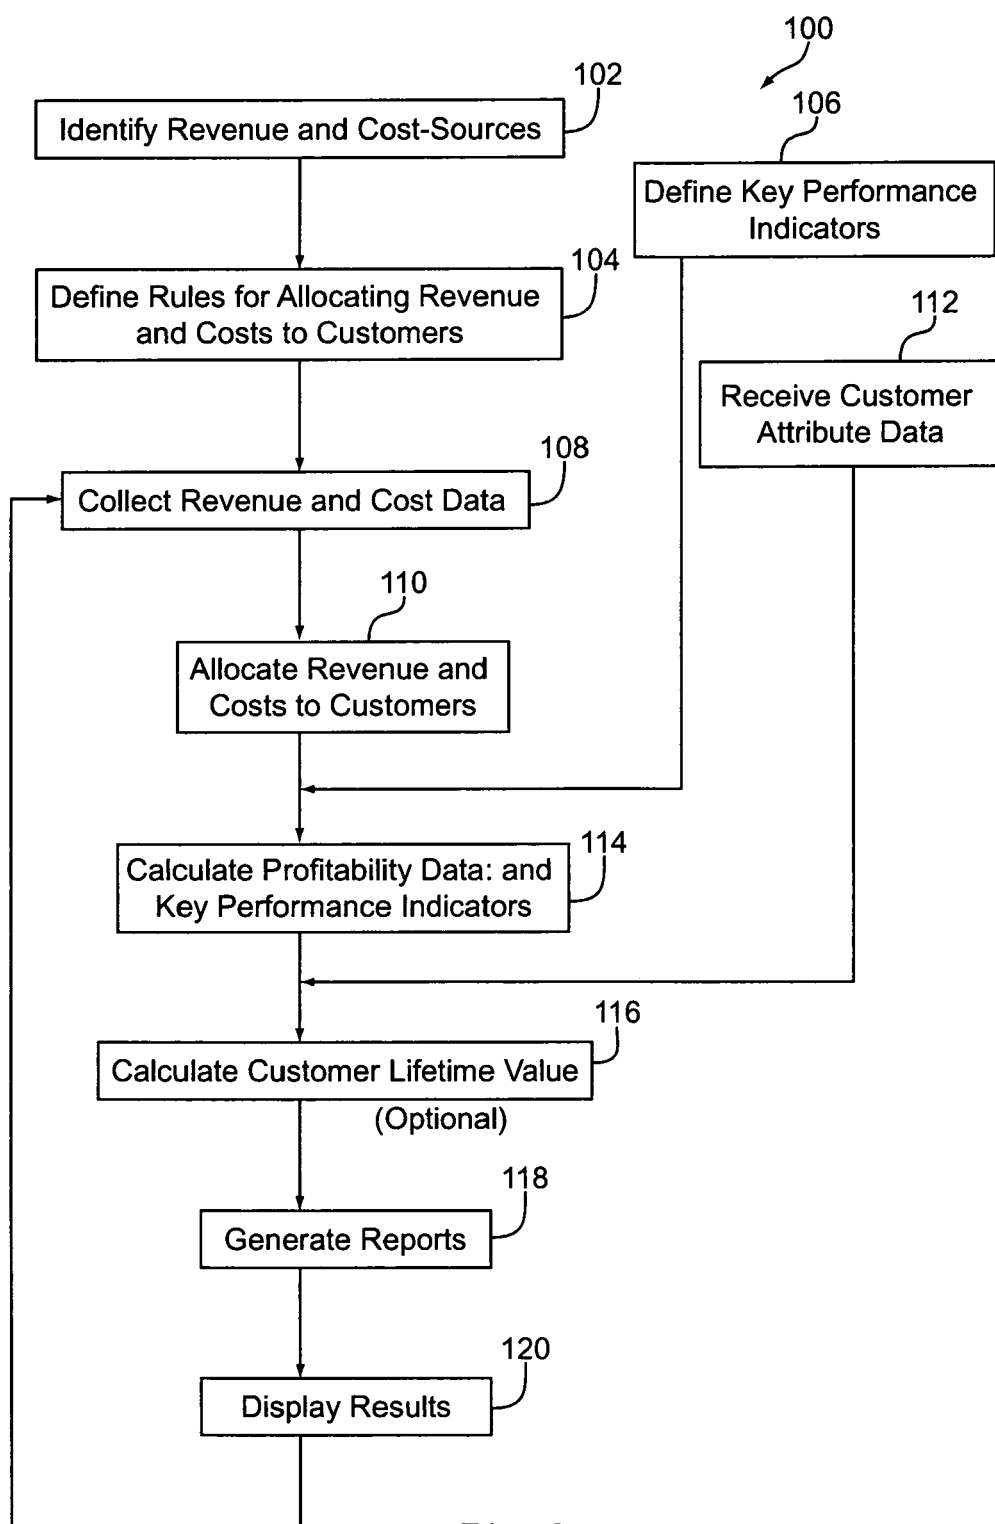 100
102
Identify Revenue and Cost-Sources
106
Define Key Performance
Indicators
104
Define Rules for Allocating Revenue
and Costs to Customers
112
Receive Customer
Attribute Data
108
Collect Revenue and Cost Data
110
Allocate Revenue and
Costs to Customers
114
Calculate Profitability Data: and
Key Performance Indicators
116
Calculate Customer Lifetime Value
(Optional)
118
Generate Reports
120
Display Results